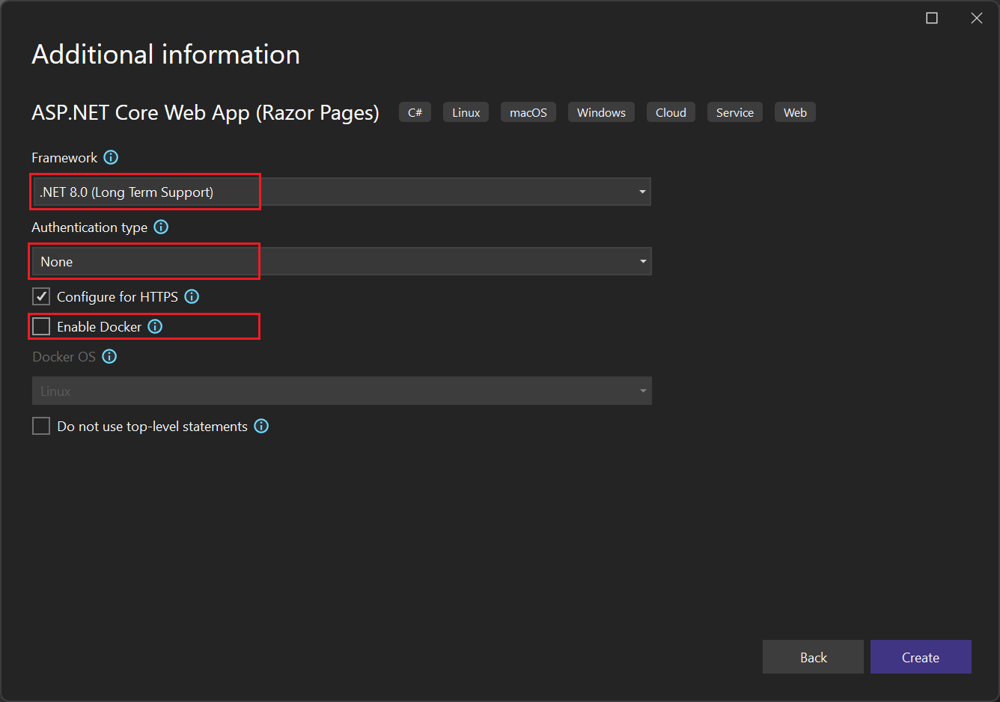 Additional information
ASP.NET Core Web App (Razor Pages) C# Linux macOS Windows Cloud Service Web
Framework
.NET 8.0 (Long Term Support)
Authentication type
None
Configure for HTTPS
Enable Docker
Docker OS
Linux
Do not use top-level statements
Back Create